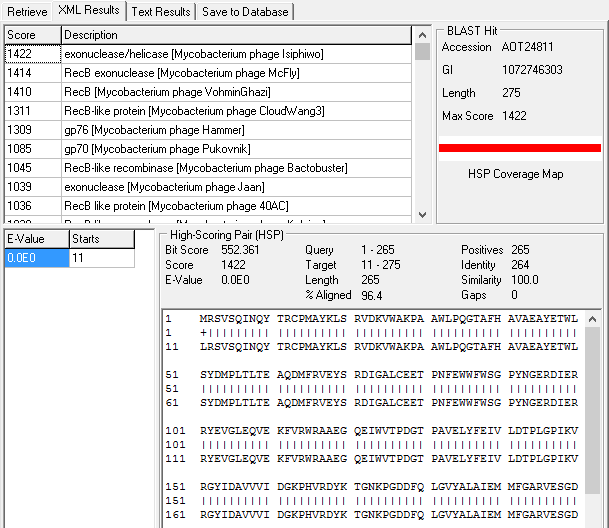 Retrieve XML Results Text Results Save to Database
Score Description
1422 exonuclease/helicase [Mycobacterium phage Isiphiwo]
1414 RecB exonuclease [Mycobacterium phage McFly]
1410 RecB [Mycobacterium phage VohminGhazi]
1311 RecB-like protein [Mycobacterium phage CloudWang3]
1309 gp76 [Mycobacterium phage Hammer]
1085 gp70 [Mycobacterium phage Pukovnik]
1045 RecB-like recombinase [Mycobacterium phage Bactobuster]
1039 exonuclease [Mycobacterium phage Jaan]
1036 RecB like protein [Mycobacterium phage 40AC]
BLAST Hit
Accession AOT24811
GI 1072746303
Length 275
Max Score 1422
HSP Coverage Map
E-Value Starts
0.0E0 11
High-Scoring Pair (HSP)
Bit Score 552.361 Query 1 - 265 Positives 265
Score 1422 Target 11 - 275 Identity 264
E-Value 0.0E0 Length 265 Similarity 100.0
% Aligned 96.4 Gaps 0
1 MRSVSQINQY TRCPMAYKLS RVDKVWAKPA AWLPQGTAFH AVAEAYETWL
1 +||||||||| |||||||||| |||||||||| |||||||||| ||||||||||
11 LRSVSQINQY TRCPMAYKLS RVDKVWAKPA AWLPQGTAFH AVAEAYETWL
51 SYDMPLTLTE AQDMFRVEYS RDIGALCEET PNFEWWFWSG PYNGERDIER
51 |||||||||| |||||||||| |||||||||| |||||||||| ||||||||||
61 SYDMPLTLTE AQDMFRVEYS RDIGALCEET PNFEWWFWSG PYNGERDIER
101 RYEVGLEQVE KFVRWRAAEG QEIWVTPDGT PAVELYFEIV LDTPLGPIKV
101 |||||||||| |||||||||| |||||||||| |||||||||| ||||||||||
111 RYEVGLEQVE KFVRWRAAEG QEIWVTPDGT PAVELYFEIV LDTPLGPIKV
151 RGYIDAVVVI DGKPHVRDYK TGNKPGDDFQ LGVYALAIEM MFGARVESGD
151 |||||||||| |||||||||| |||||||||| |||||||||| ||||||||||
161 RGYIDAVVVI DGKPHVRDYK TGNKPGDDFQ LGVYALAIEM MFGARVESGD